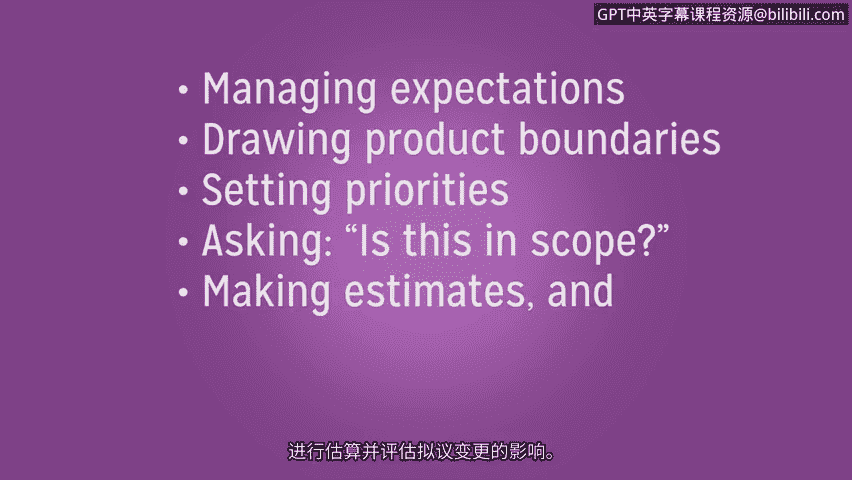 GPT中英字幕课程资源@bilibili.com
• Managing expectations
• Drawing product boundaries
• Setting priorities
• Asking: “Is this in scope?”
• Making estimates, and
进行估算并评估拟议变更的影响。